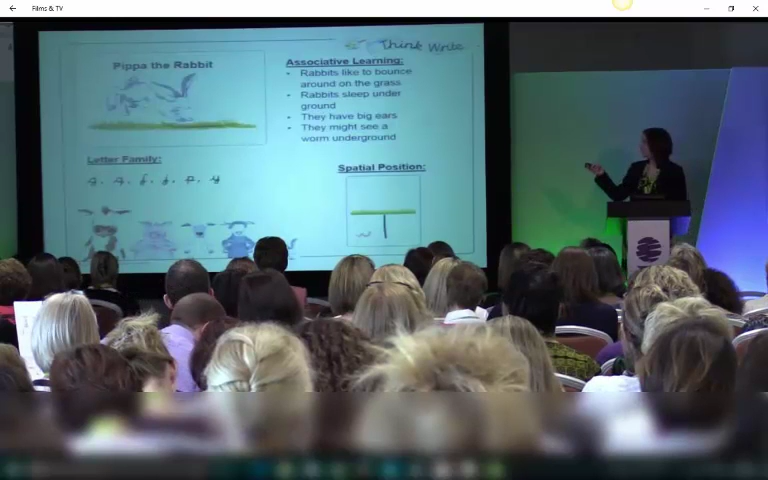 Films & TV
Think Write
Pippa the Rabbit
Associative Learning:
• Rabbits like to bounce
around on the grass
• Rabbits sleep under
ground
• They have big ears
• They might see a
worm underground
Letter Family:
Spatial Position: